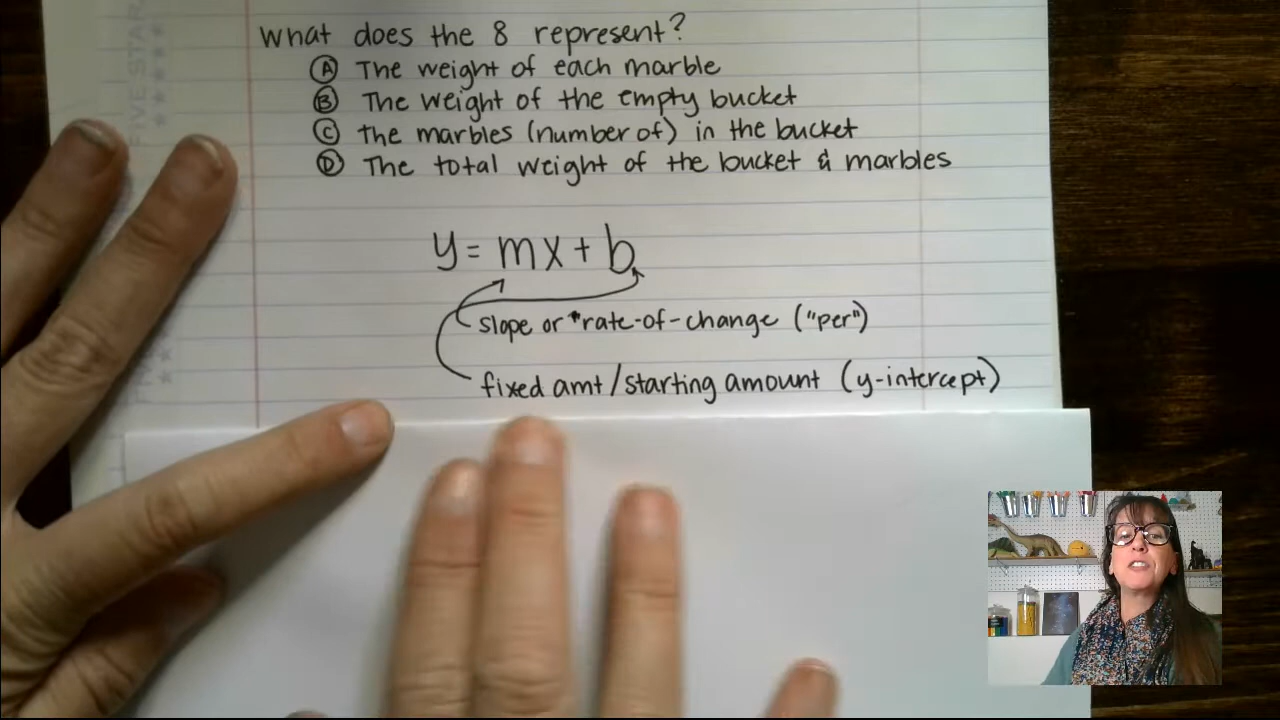 FIVE STAR
What does the 8 represent?
Ⓐ The weight of each marble
Ⓑ The weight of the empty bucket
Ⓒ the marbles (number of) in the bucket
Ⓓ The total weight of the bucket & marbles
y = mx + b
slope or *rate-of-change ("per")
fixed amt/starting amount (y-intercept)